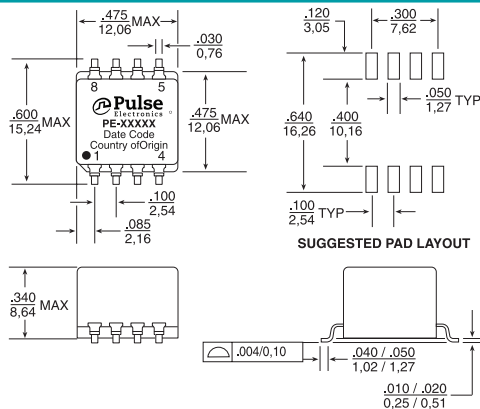 .475
12,06 MAX
.030
0,76
8 5
.600
15,24 MAX
Pulse
Electronics
PE-XXXXX
Date Code
Country ofOrigin
1 4
.475
12,06 MAX
.100
2,54
.085
2,16
.120
3,05
.300
7,62
.050
1,27 TYP
.640
16,26
.400
10,16
.100
2,54 TYP
SUGGESTED PAD LAYOUT
.340
8,64 MAX
.004/0,10
.040 / .050
1,02 / 1,27
.010 / .020
0,25 / 0,51